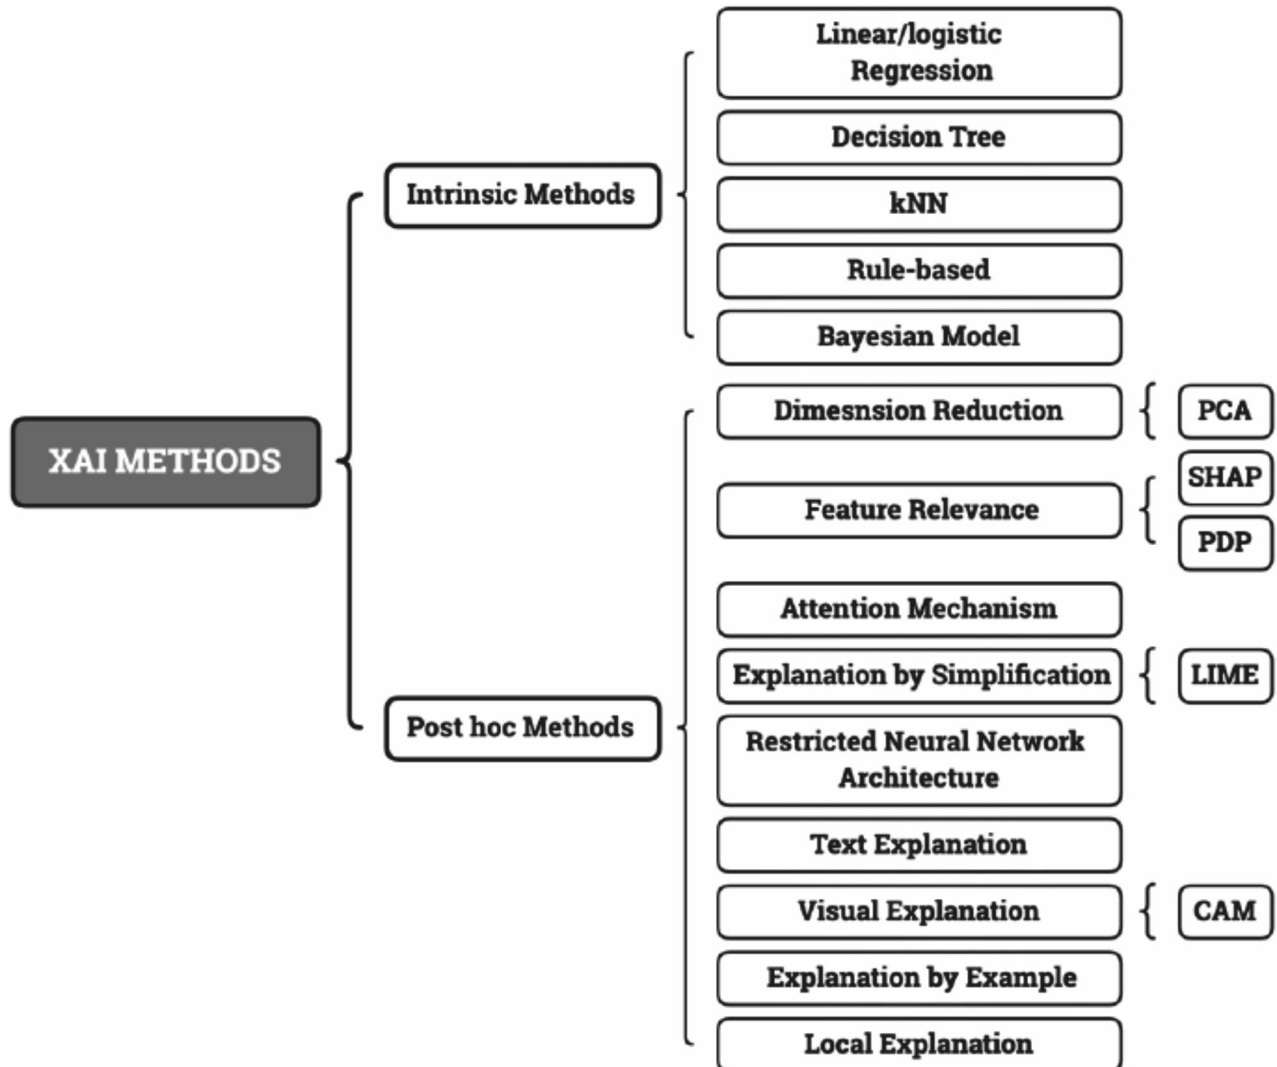 Linear/logistic
Regression
Decision Tree
Intrinsic Methods
kNN
Rule-based
Bayesian Model
XAI METHODS
Dimesnsion Reduction
PCA
SHAP
Feature Relevance
PDP
Attention Mechanism
Explanation by Simplification
LIME
Post hoc Methods
Restricted Neural Network
Architecture
Text Explanation
Visual Explanation
CAM
Explanation by Example
Local Explanation